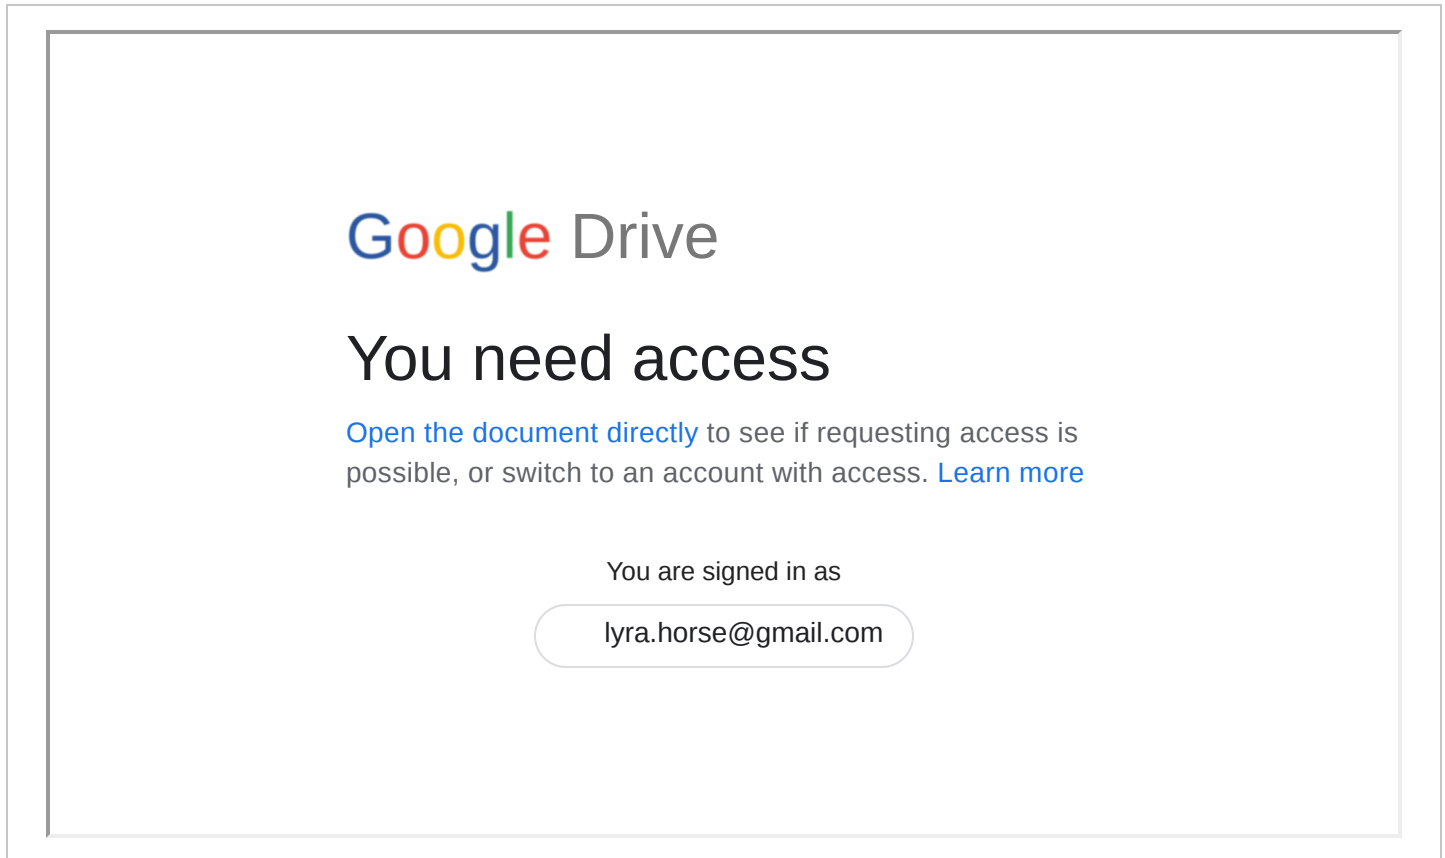 Google Drive
You need access
Open the document directly to see if requesting access is
possible, or switch to an account with access. Learn more
You are signed in as
lyra.horse@gmail.com